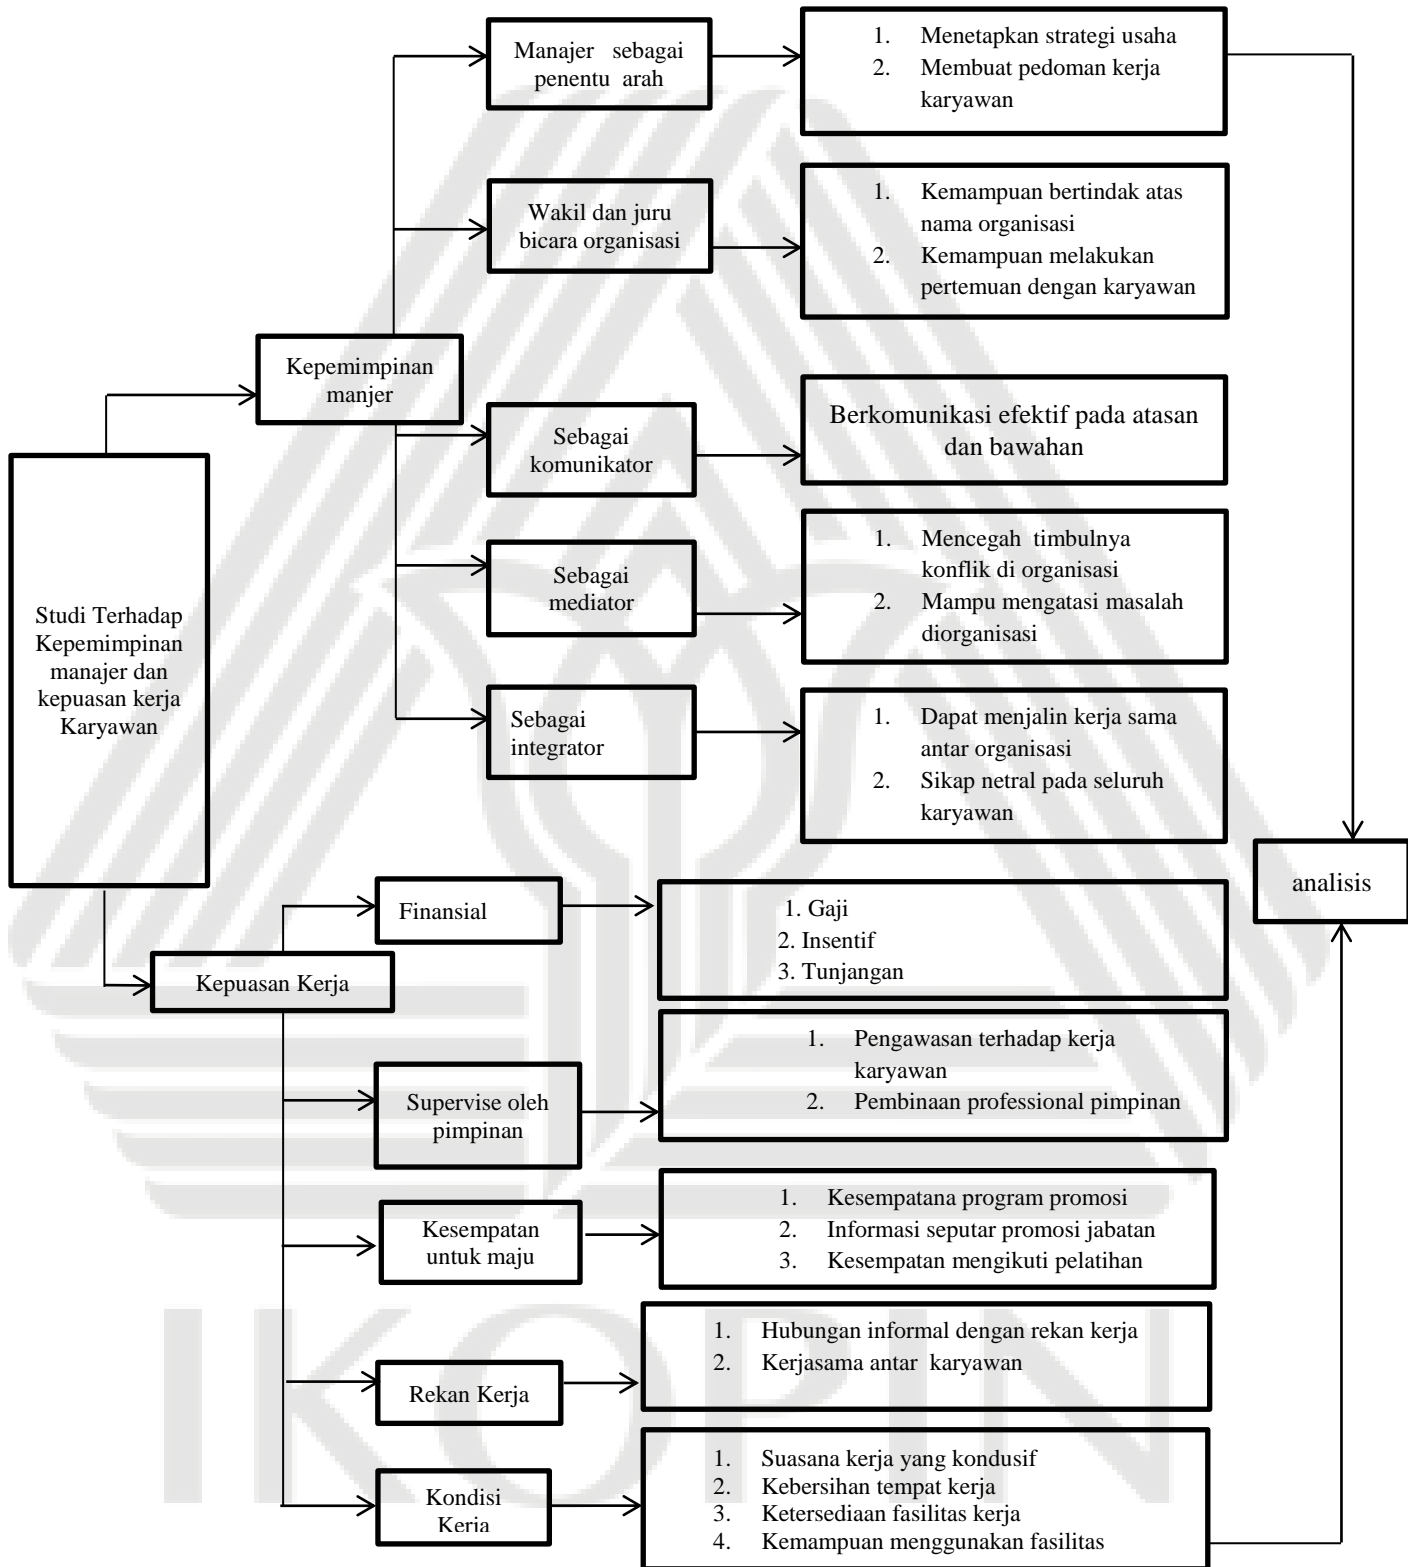 Studi Terhadap
Kepemimpinan
manajer dan
kepuasan kerja
Karyawan
Kepemimpinan
manjer
Manajer sebagai
penentu arah
1. Menetapkan strategi usaha
2. Membuat pedoman kerja
karyawan
Wakil dan juru
bicara organisasi
1. Kemampuan bertindak atas
nama organisasi
2. Kemampuan melakukan
pertemuan dengan karyawan
Sebagai
komunikator
Berkomunikasi efektif pada atasan
dan bawahan
Sebagai
mediator
1. Mencegah timbulnya
konflik di organisasi
2. Mampu mengatasi masalah
diorganisasi
Sebagai
integrator
1. Dapat menjalin kerja sama
antar organisasi
2. Sikap netral pada seluruh
karyawan
Kepuasan Kerja
Finansial
1. Gaji
2. Insentif
3. Tunjangan
Supervise oleh
pimpinan
1. Pengawasan terhadap kerja
karyawan
2. Pembinaan professional pimpinan
Kesempatan
untuk maju
1. Kesempatana program promosi
2. Informasi seputar promosi jabatan
3. Kesempatan mengikuti pelatihan
Rekan Kerja
1. Hubungan informal dengan rekan kerja
2. Kerjasama antar karyawan
Kondisi
Kerja
1. Suasana kerja yang kondusif
2. Kebersihan tempat kerja
3. Ketersediaan fasilitas kerja
4. Kemampuan menggunakan fasilitas
analisis
IKOPIN